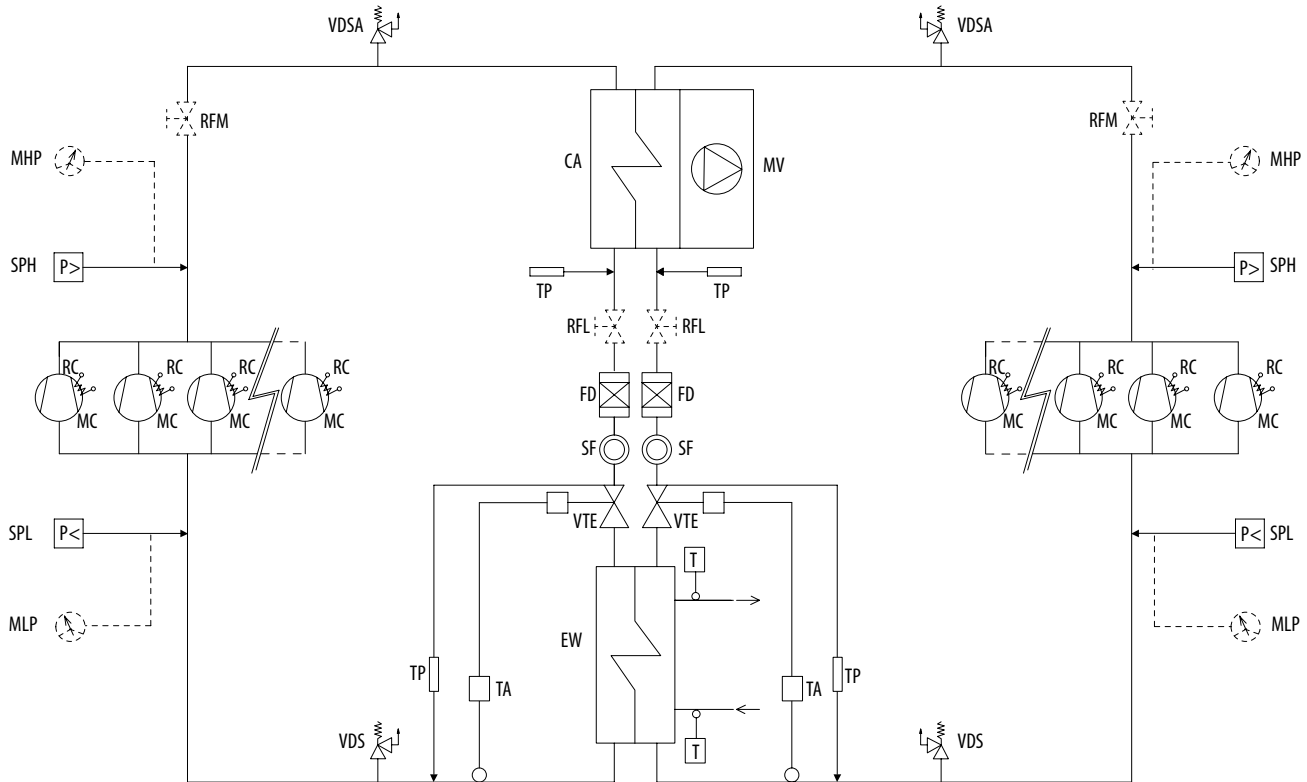 VDSA VDSA
RFM RFM
MHP CA MV MHP
SPH P> P> SPH
TP TP
RFL RFL
RC RC RC RC RC RC RC
FD FD
MC MC MC MC MC MC MC
SF SF
VTE VTE
SPL P< P< SPL
T
MLP EW MLP
TP TA TA TP
VDS T VDS